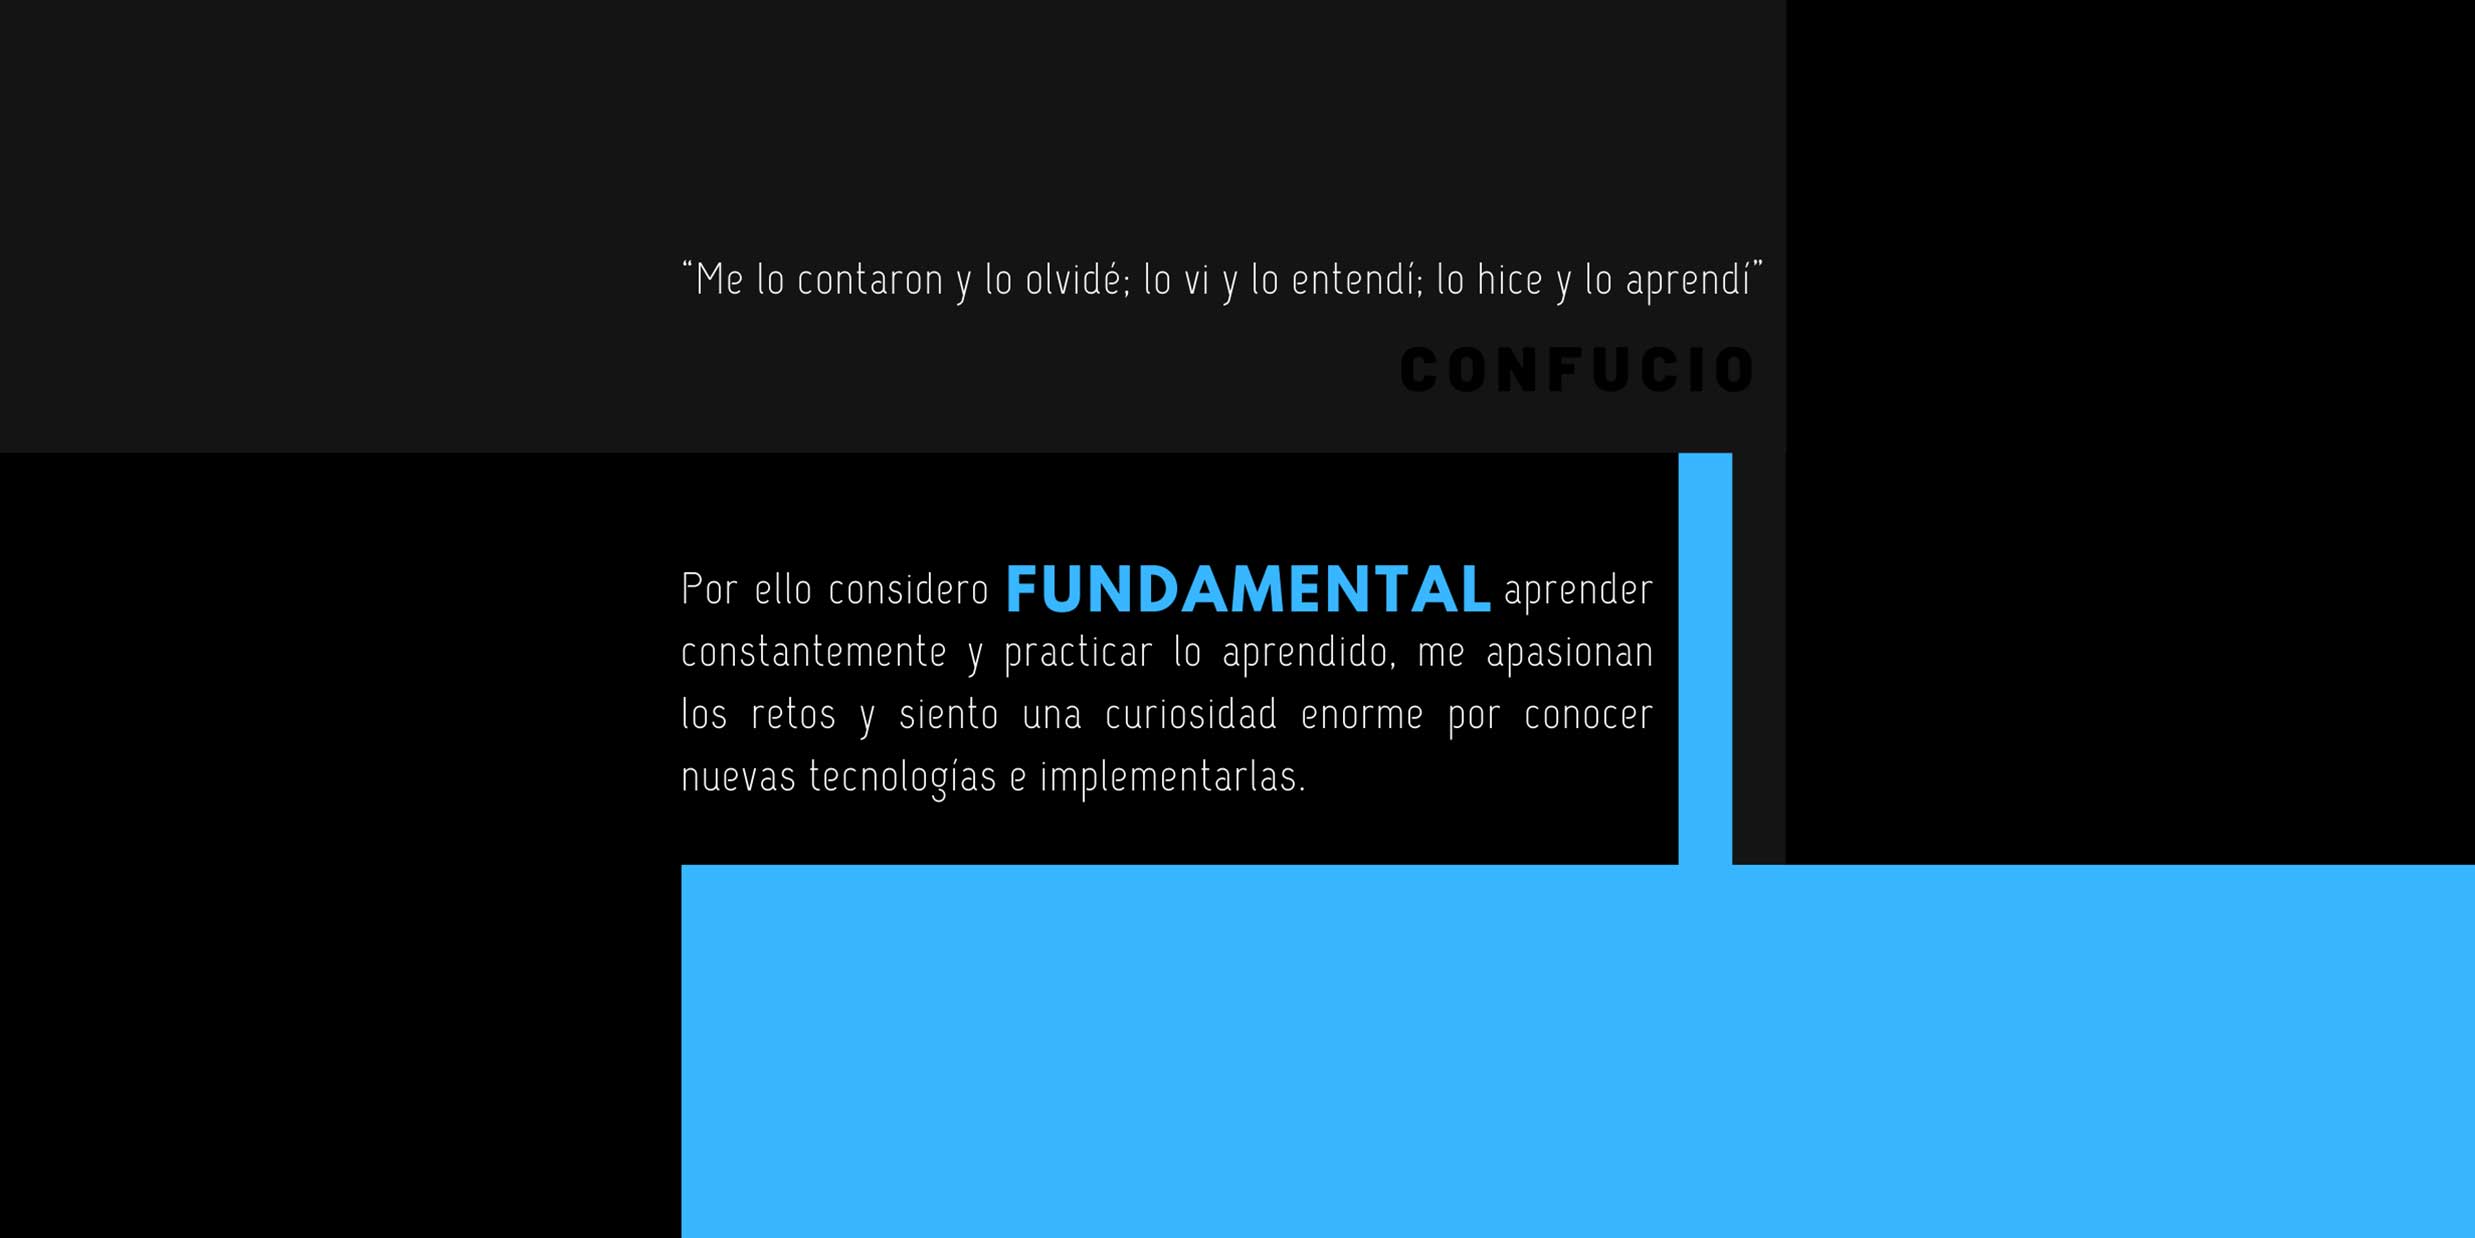 “Me lo contaron y lo olvidé; lo vi y lo entendí; lo hice y lo aprendí”
CONFUCIO
Por ello considero FUNDAMENTAL aprender
constantemente y practicar lo aprendido, me apasionan
los retos y siento una curiosidad enorme por conocer
nuevas tecnologías e implementarlas.